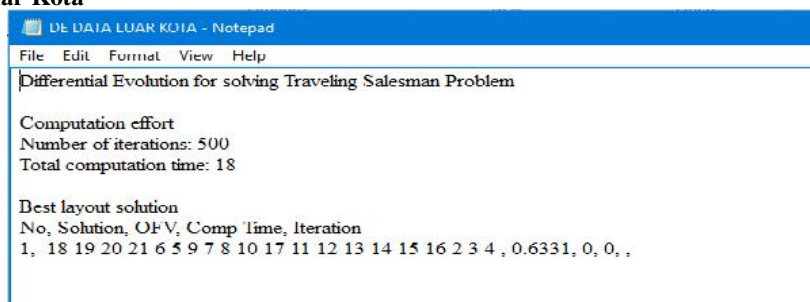 ar Kota
DE DATA LUAR KOTA - Notepad
File Edit Format View Help
Differential Evolution for solving Traveling Salesman Problem
Computation effort
Number of iterations: 500
Total computation time: 18
Best layout solution
No, Solution, OFV, Comp Time, Iteration
1, 18 19 20 21 6 5 9 7 8 10 17 11 12 13 14 15 16 2 3 4 , 0.6331, 0, 0, ,